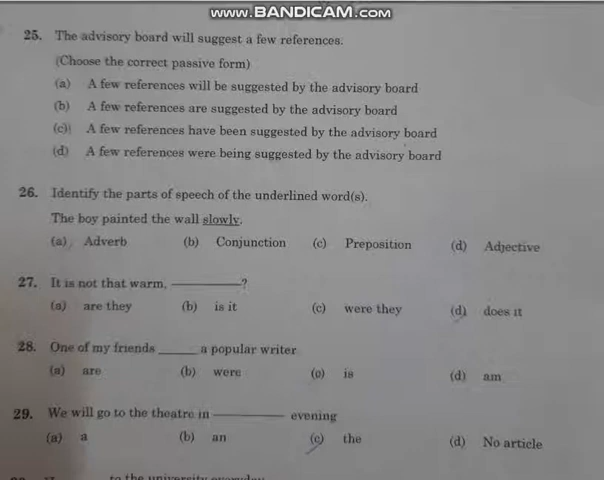 www.BANDICAM.com
25. The advisory board will suggest a few references.
(Choose the correct passive form)
(a) A few references will be suggested by the advisory board
(b) A few references are suggested by the advisory board
(c) A few references have been suggested by the advisory board
(d) A few references were being suggested by the advisory board
26. Identify the parts of speech of the underlined word(s).
The boy painted the wall slowly.
(a) Adverb (b) Conjunction (c) Preposition (d) Adjective
27. It is not that warm, ________?
(a) are they (b) is it (c) were they (d) does it
28. One of my friends _____ a popular writer
(a) are (b) were (c) is (d) am
29. We will go to the theatre in ________ evening
(a) a (b) an (c) the (d) No article
to the university everyday